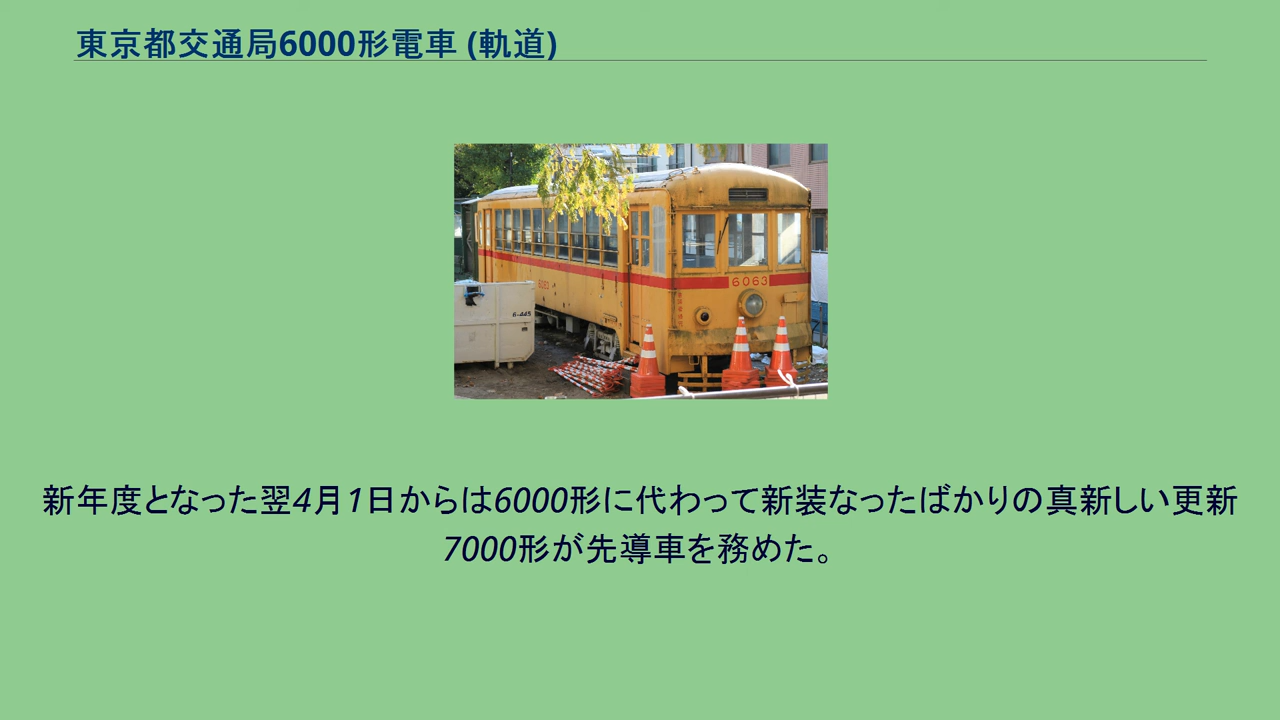 東京都交通局6000形電車 (軌道)
6063
6-445
新年度となった翌4月1日からは6000形に代わって新装なったばかりの真新しい更新
7000形が先導車を務めた。